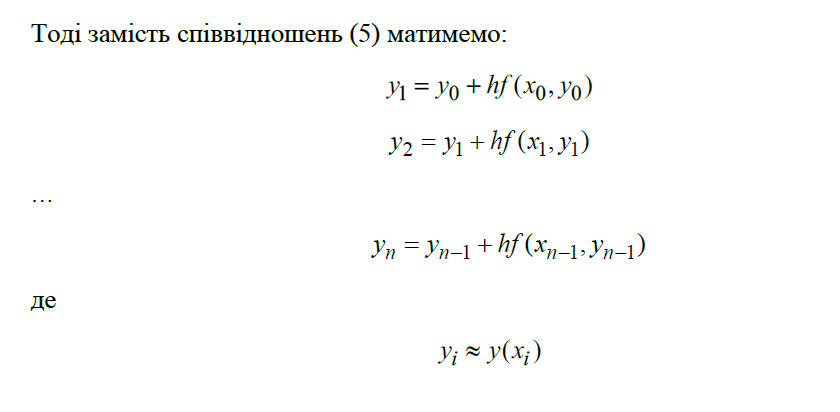 Тоді замість співвідношень (5) матимемо:
y₁ = y₀ + hf(x₀, y₀)
y₂ = y₁ + hf(x₁, y₁)
…
yₙ = yₙ₋₁ + hf(xₙ₋₁, yₙ₋₁)
де
yᵢ ≈ y(xᵢ)